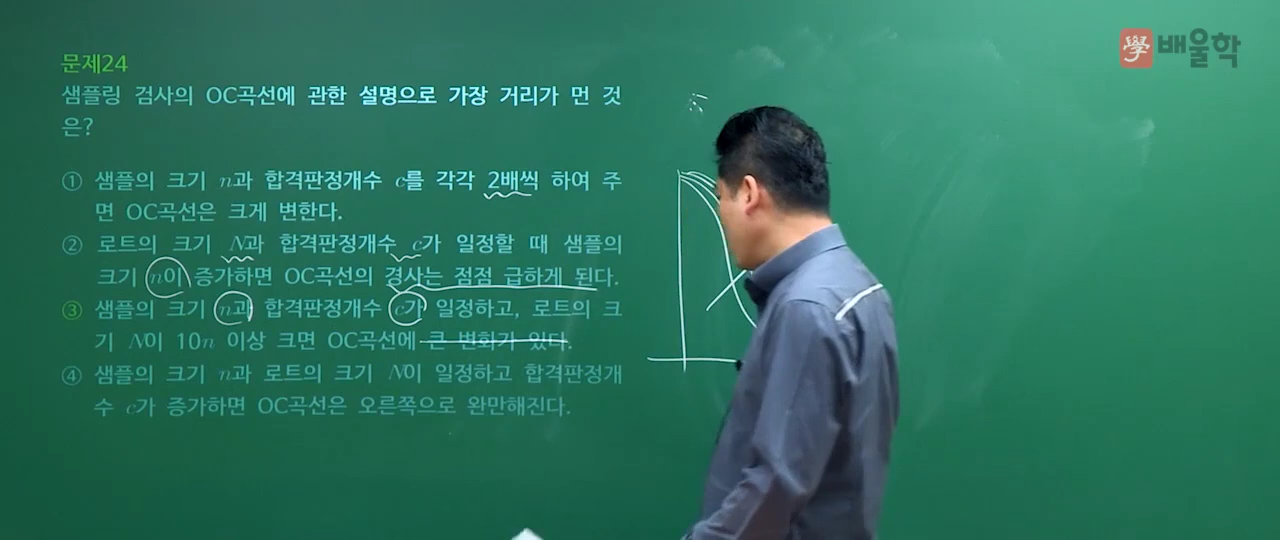 學 배울학
문제24
샘플링 검사의 OC곡선에 관한 설명으로 가장 거리가 먼 것
은?
① 샘플의 크기 n과 합격판정개수 c를 각각 2배씩 하여 주
면 OC곡선은 크게 변한다.
② 로트의 크기 N과 합격판정개수 c가 일정할 때 샘플의
크기 n이 증가하면 OC곡선의 경사는 점점 급하게 된다.
③ 샘플의 크기 n과 합격판정개수 c가 일정하고, 로트의 크
기 N이 10n 이상 크면 OC곡선에 큰 변화가 있다.
④ 샘플의 크기 n과 로트의 크기 N이 일정하고 합격판정개
수 c가 증가하면 OC곡선은 오른쪽으로 완만해진다.